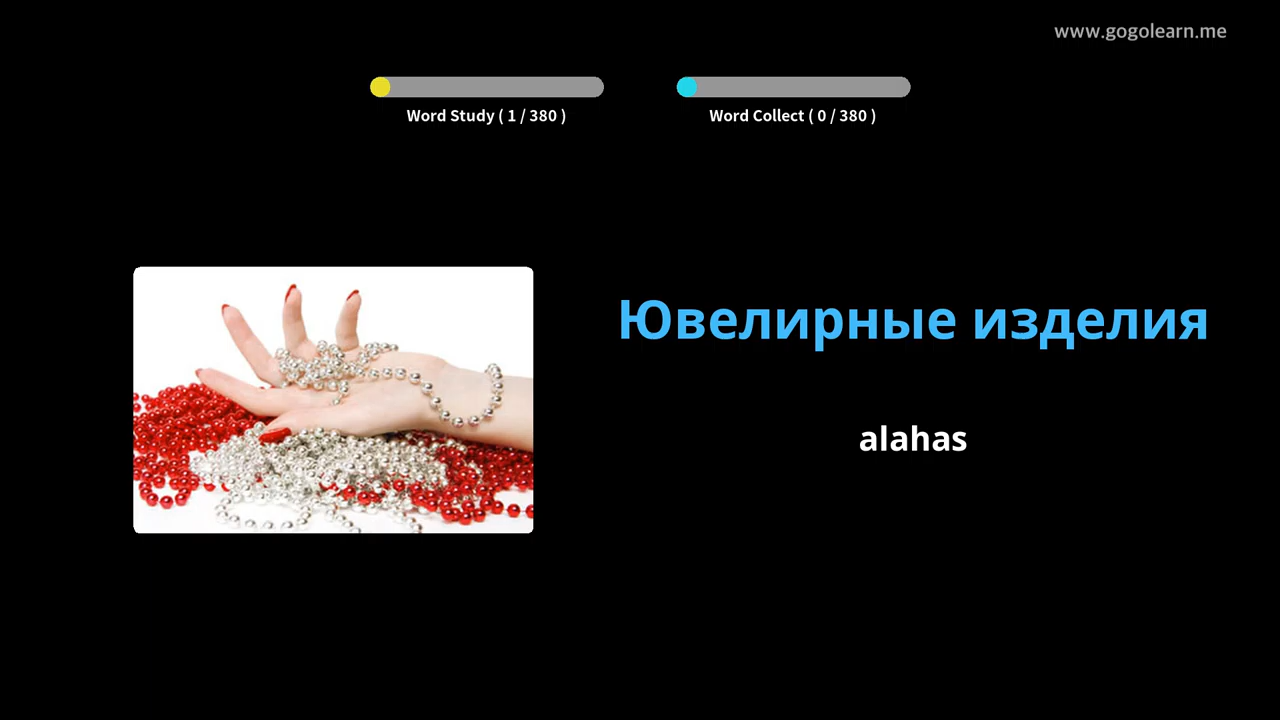 www.gogolearn.me
Word Study ( 1 / 380 )
Word Collect ( 0 / 380 )
Ювелирные изделия
alahas